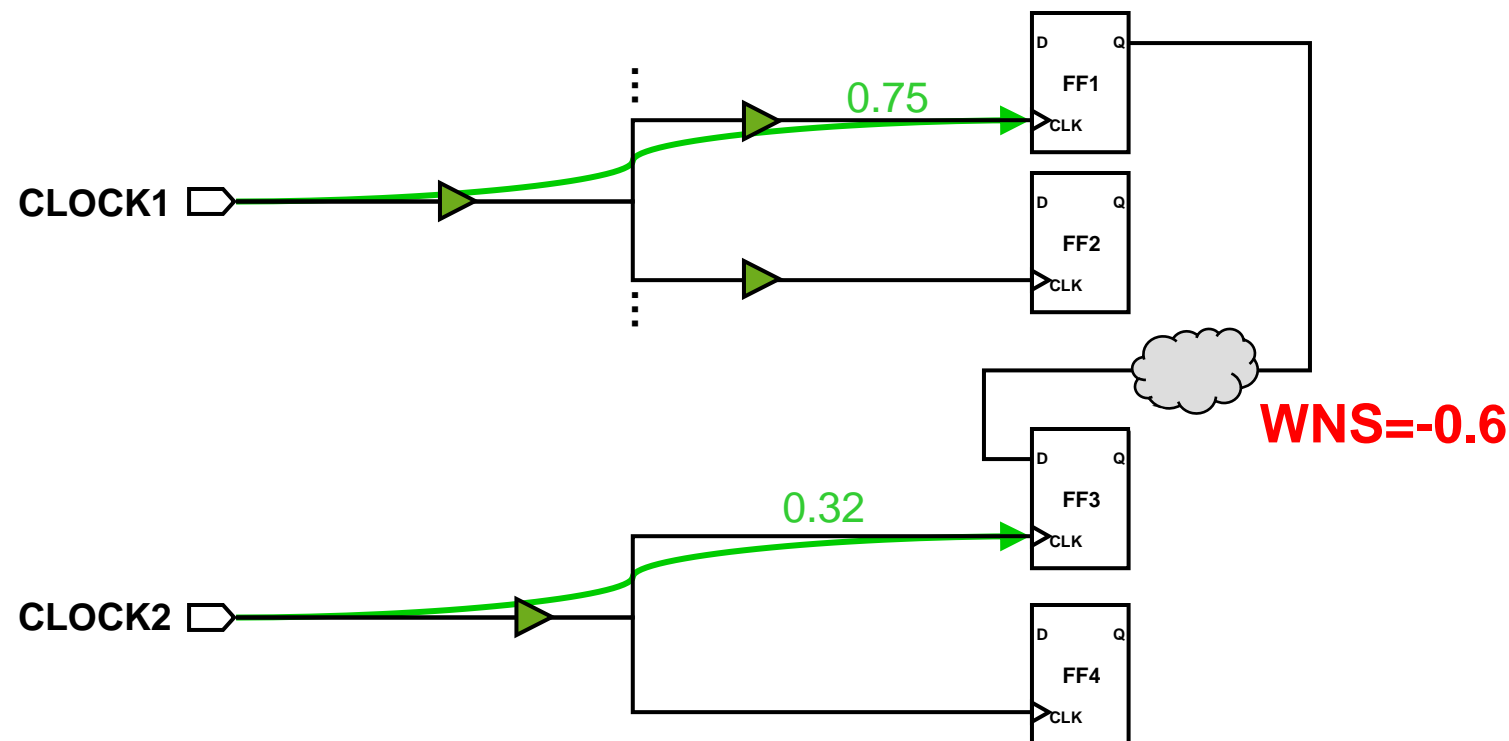 D Q
FF1
CLK
0.75
CLOCK1
D Q
FF2
CLK
WNS=-0.6
D Q
FF3
CLK
0.32
CLOCK2
D Q
FF4
CLK